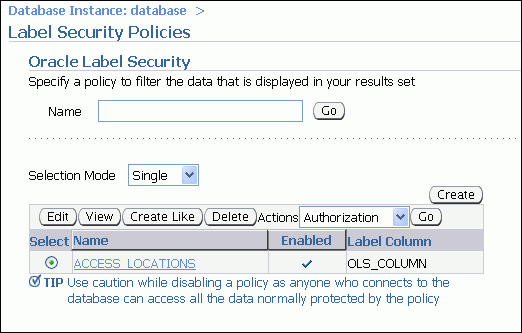 Database Instance: database >
Label Security Policies
Oracle Label Security
Specify a policy to filter the data that is displayed in your results set
Name Go
Selection Mode Single
Create
Edit View Create Like Delete Actions Authorization Go
Select Name Enabled Label Column
ACCESS_LOCATIONS OLS_COLUMN
TIP Use caution while disabling a policy as anyone who connects to the
database can access all the data normally protected by the policy